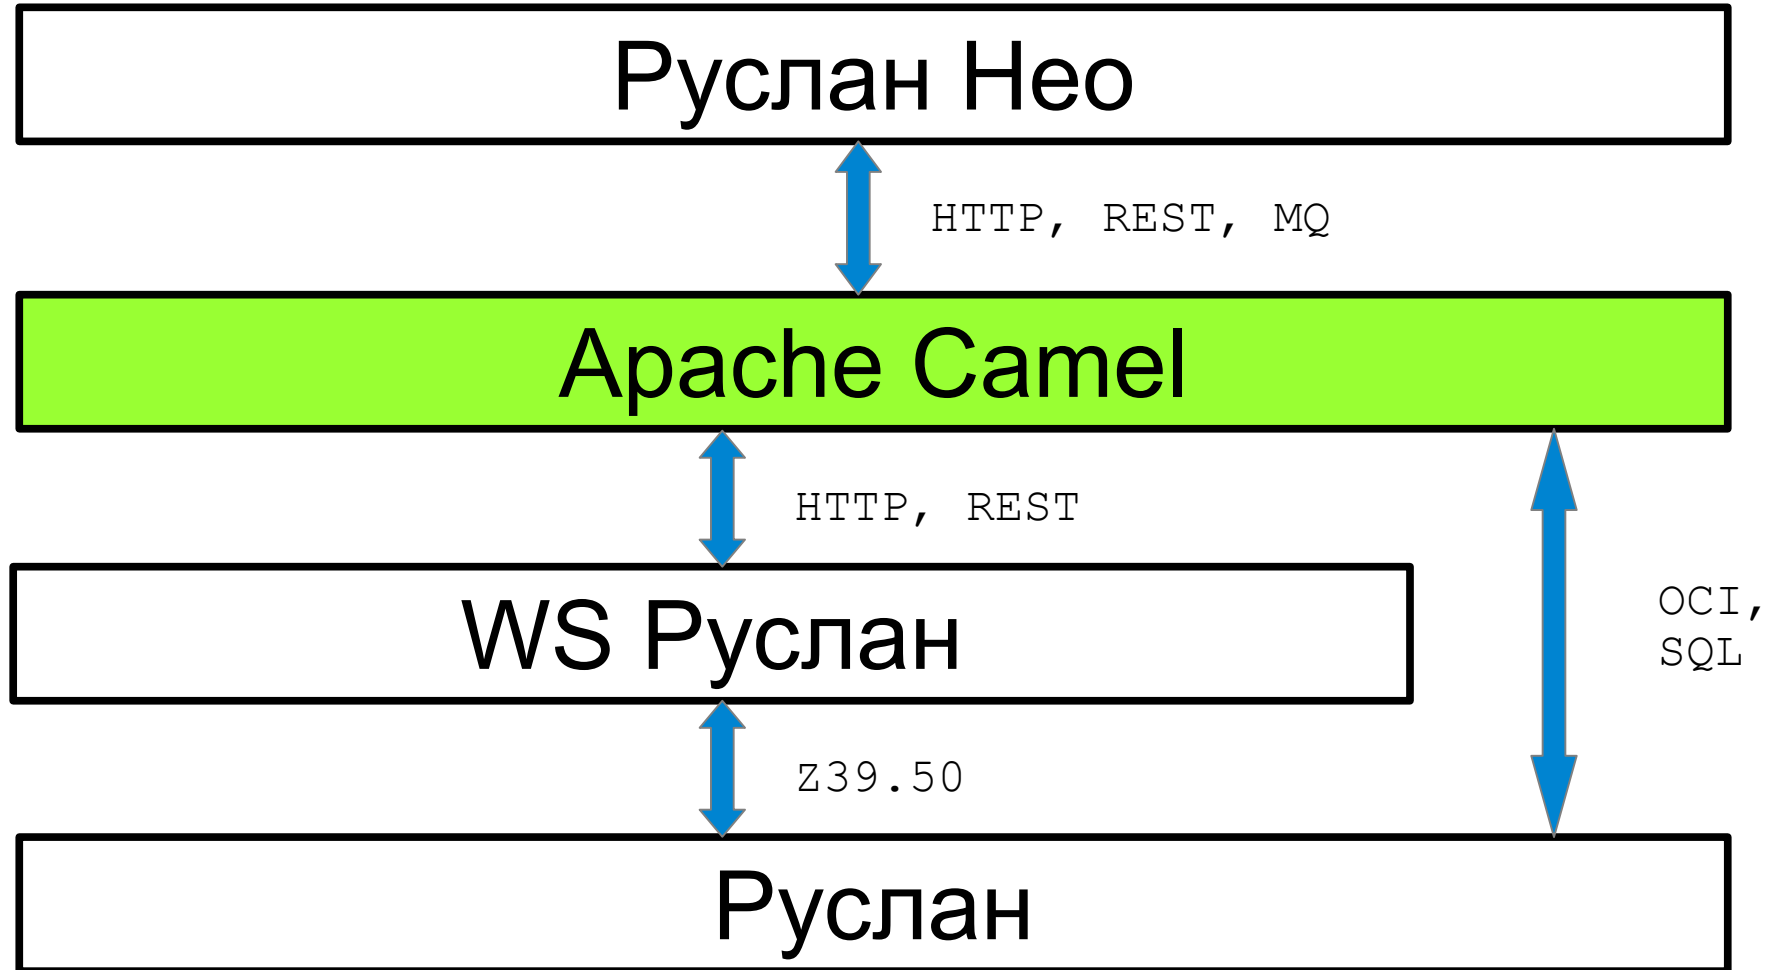 Руслан Нео
HTTP, REST, MQ
Apache Camel
HTTP, REST
WS Руслан
OCI,
SQL
Z39.50
Руслан